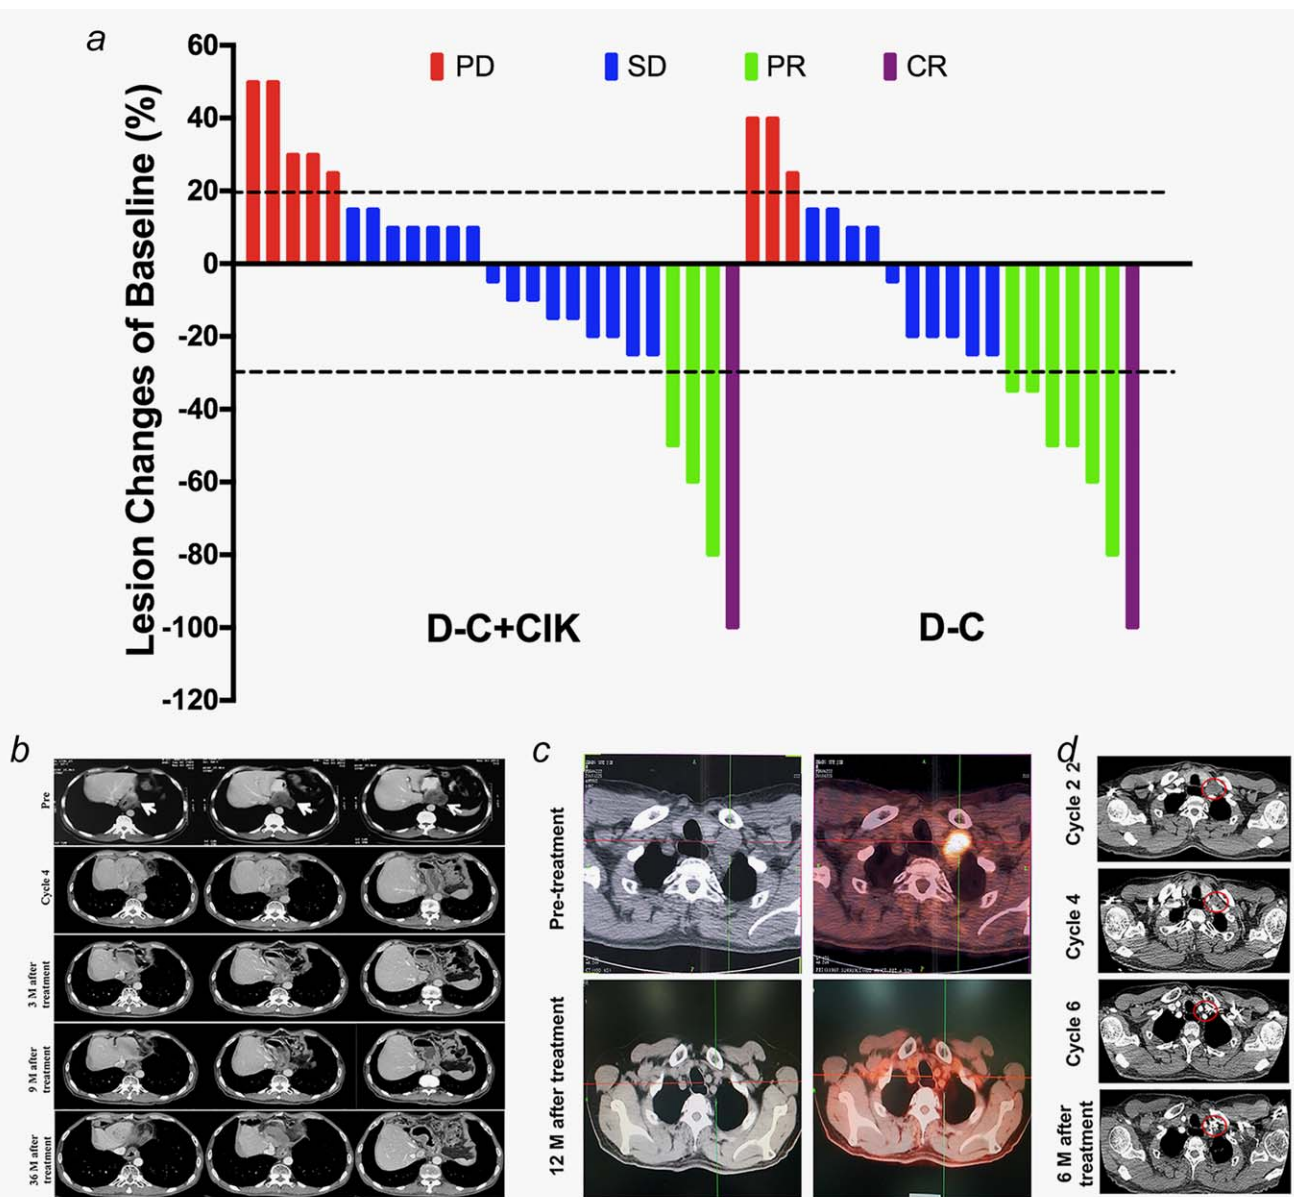 a
PD SD PR CR
Lesion Changes of Baseline (%)
60
40
20
0
-20
-40
-60
-80
-100
-120
D-C+CIK D-C
b
Pre
Cycle 4
3 M after
treatment
9 M after
treatment
36 M after
treatment
c
Pre-treatment
12 M after treatment
d
Cycle 2 2
Cycle 4
Cycle 6
6 M after
treatment